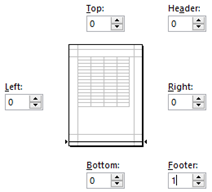 Top: Header:
0 0
Left: Right:
0 0
Bottom: Footer:
0 1